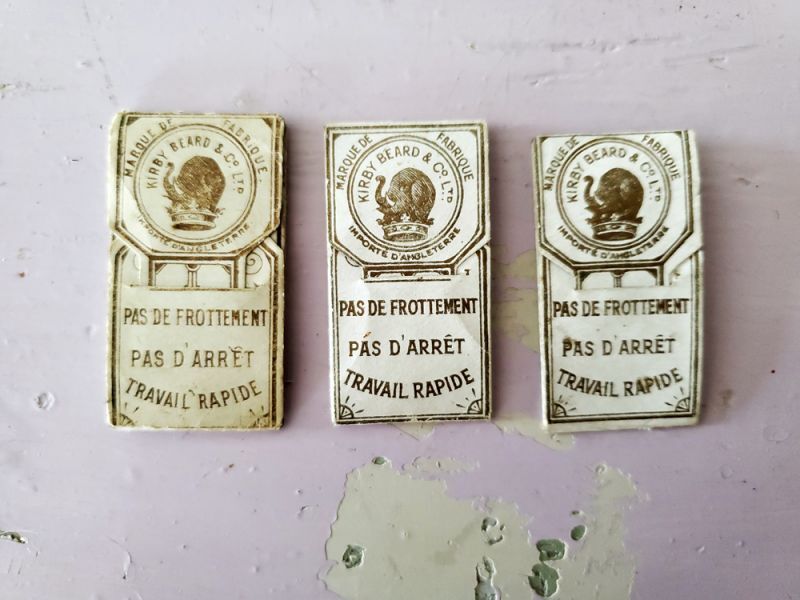 MARQUE DE FABRIQUE.
KIRBY BEARD & Co. LTD
IMPORTÉ D'ANGLETERRE
PAS DE FROTTEMENT
PAS D'ARRÊT
TRAVAIL RAPIDE
MARQUE DE FABRIQUE
KIRBY BEARD & Co. LTD.
IMPORTÉ D'ANGLETERRE
T
PAS DE FROTTEMENT
PAS D'ARRÊT
TRAVAIL RAPIDE
MARQUE DE FABRIQUE
KIRBY BEARD & Co. LTD.
IMPORTÉ D'ANGLETERRE
PAS DE FROTTEMENT
PAS D'ARRÊT
TRAVAIL RAPIDE